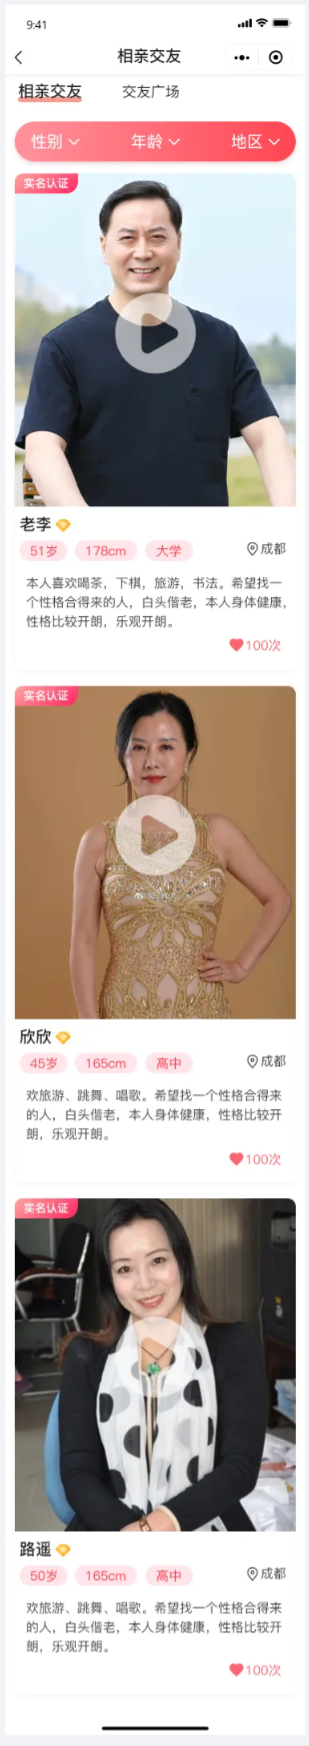 9:41
相亲交友
相亲交友 交友广场
性别 年龄 地区
实名认证
老李
51岁 178cm 大学 成都
本人喜欢喝茶，下棋，旅游，书法。希望找一
个性格合得来的人，白头偕老，本人身体健康，
性格比较开朗，乐观开朗。
100次
实名认证
欣欣
45岁 165cm 高中 成都
欢旅游、跳舞、唱歌。希望找一个性格合得来
的人，白头偕老，本人身体健康，性格比较开
朗，乐观开朗。
100次
实名认证
路遥
50岁 165cm 高中 成都
欢旅游、跳舞、唱歌。希望找一个性格合得来
的人，白头偕老，本人身体健康，性格比较开
朗，乐观开朗。
100次